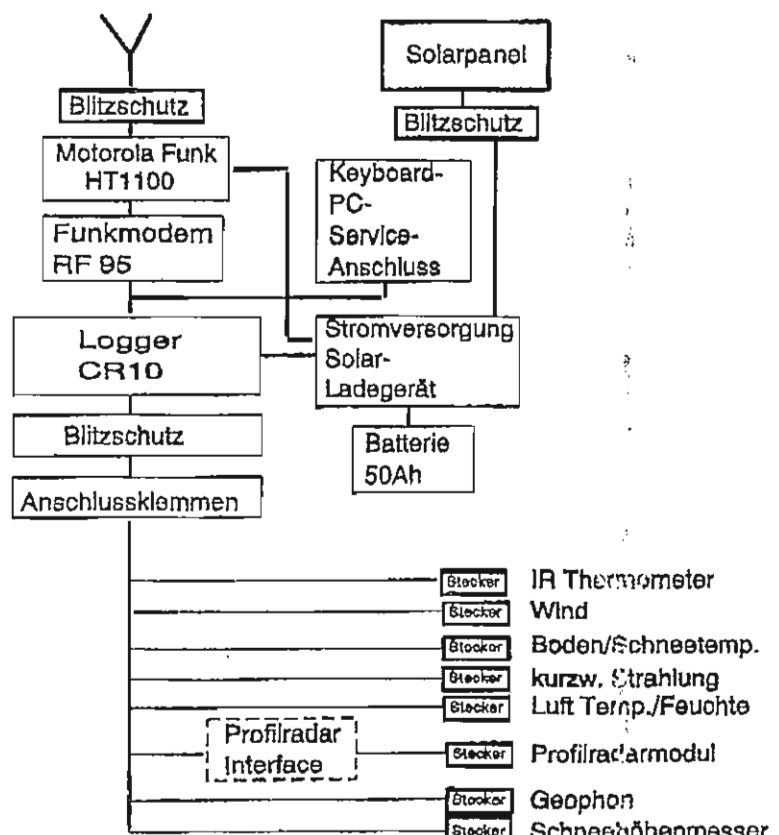 Solarpanel
Blitzschutz
Blitzschutz
Motorola Funk
HT1100
Keyboard-
PC-
Service-
Anschluss
Funkmodem
RF 95
Logger
CR10
Stromversorgung
Solar-
Ladegerät
Blitzschutz
Batterie
50Ah
Anschlussklemmen
Stecker IR Thermometer
Stecker Wind
Stecker Boden/Schneetemp.
Stecker kurzw. Strahlung
Stecker Luft Temp./Feuchte
Profilradar
Interface
Stecker Profilradarmodul
Stecker Geophon
Stecker Schneehöhenmesser